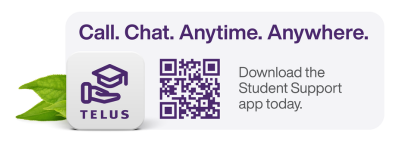 Call. Chat. Anytime. Anywhere.
TELUS
Download the
Student Support
app today.